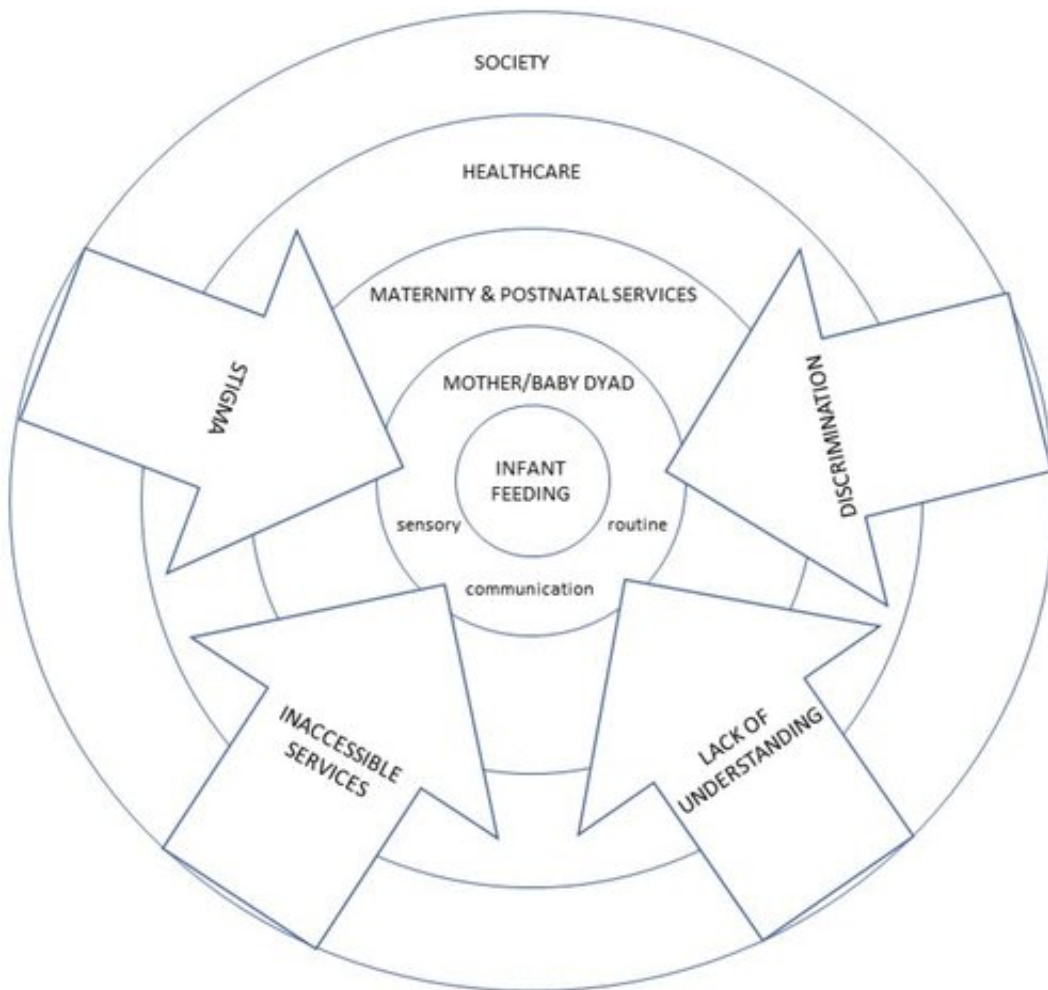 SOCIETY
HEALTHCARE
MATERNITY & POSTNATAL SERVICES
MOTHER/BABY DYAD
STIGMA
DISCRIMINATION
INFANT
FEEDING
sensory
routine
communication
INACCESSIBLE
SERVICES
LACK OF
UNDERSTANDING